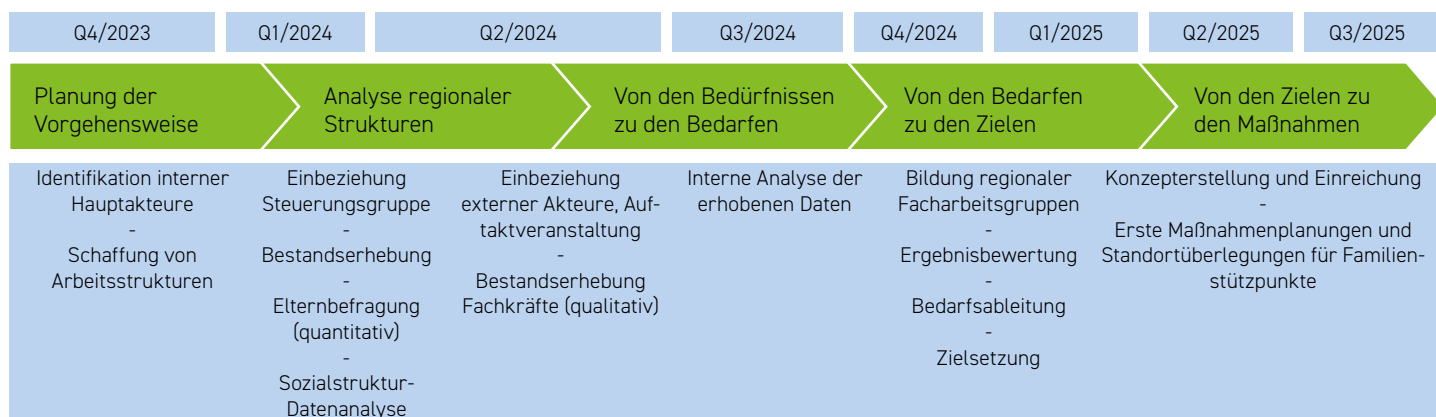 Q4/2023
Q1/2024
Q2/2024
Q3/2024
Q4/2024
Q1/2025
Q2/2025
Q3/2025
Planung der
Vorgehensweise
Analyse regionaler
Strukturen
Von den Bedürfnissen
zu den Bedarfen
Von den Bedarfen
zu den Zielen
Von den Zielen zu
den Maßnahmen
Identifikation interner
Hauptakteure
-
Schaffung von
Arbeitsstrukturen
Einbeziehung
Steuerungsgruppe
-
Bestandserhebung
-
Elternbefragung
(quantitativ)
-
Sozialstruktur-
Datenanalyse
Einbeziehung
externer Akteure, Auf-
taktveranstaltung
-
Bestandserhebung
Fachkräfte (qualitativ)
Interne Analyse der
erhobenen Daten
Bildung regionaler
Facharbeitsgruppen
-
Ergebnisbewertung
-
Bedarfsableitung
-
Zielsetzung
Konzepterstellung und Einreichung
-
Erste Maßnahmenplanungen und
Standortüberlegungen für Familien-
stützpunkte